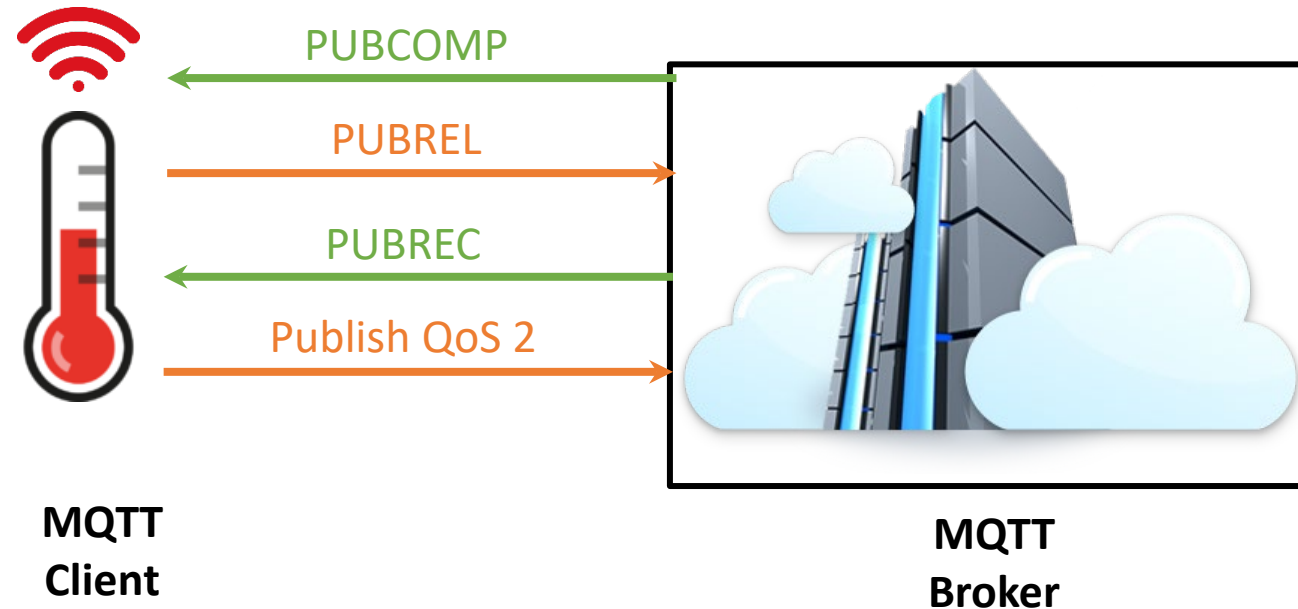 PUBCOMP
PUBREL
PUBREC
Publish QoS 2
MQTT
Client
MQTT
Broker